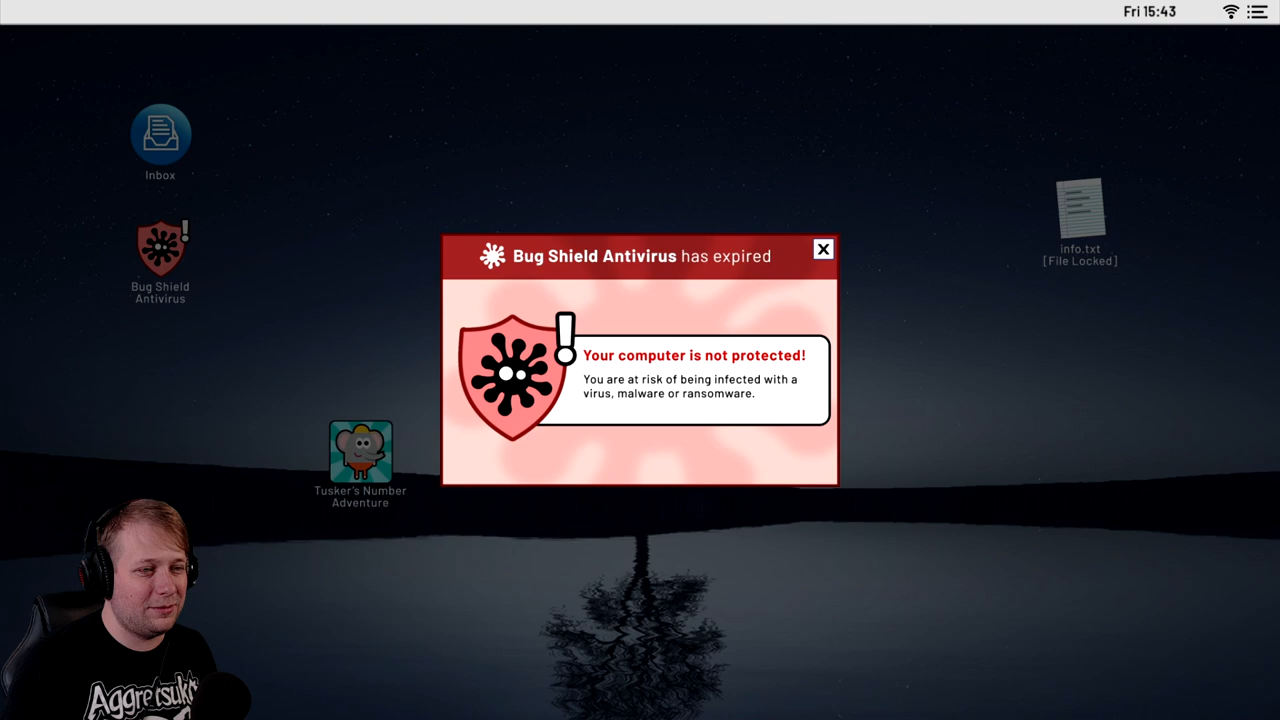 Fri 15:43
Inbox
Bug Shield
Antivirus
info.txt
[File Locked]
Bug Shield Antivirus has expired
X
Your computer is not protected!
You are at risk of being infected with a
virus, malware or ransomware.
Tusker's Number
Adventure